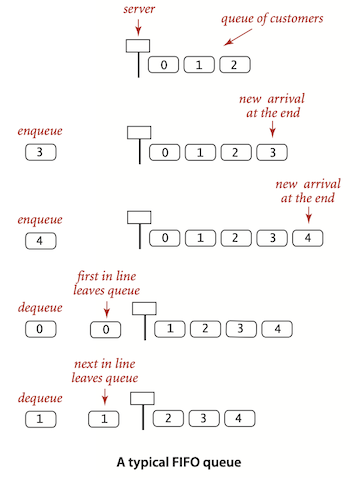 server
queue of customers
0 1 2
new arrival
at the end
enqueue
3 0 1 2 3
new arrival
at the end
enqueue
4 0 1 2 3 4
first in line
leaves queue
dequeue
0 0 1 2 3 4
next in line
leaves queue
dequeue
1 1 2 3 4
A typical FIFO queue